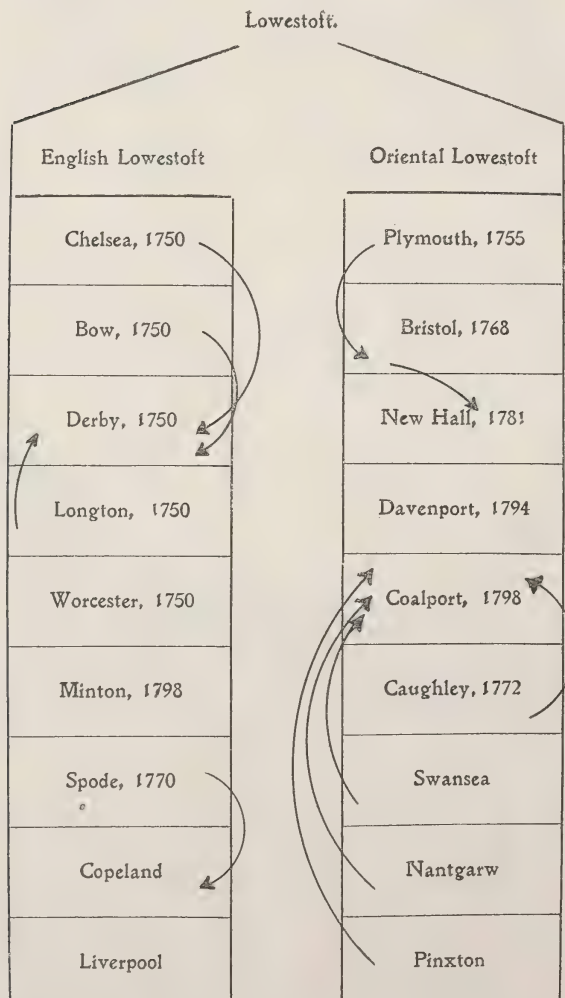 Lowestoft.
English Lowestoft
Chelsea, 1750
Bow, 1750
Derby, 1750
Longton, 1750
Worcester, 1750
Minton, 1798
Spode, 1770
Copeland
Liverpool
Oriental Lowestoft
Plymouth, 1755
Bristol, 1768
New Hall, 1781
Davenport, 1794
Coalport, 1798
Caughley, 1772
Swansea
Nantgarw
Pinxton